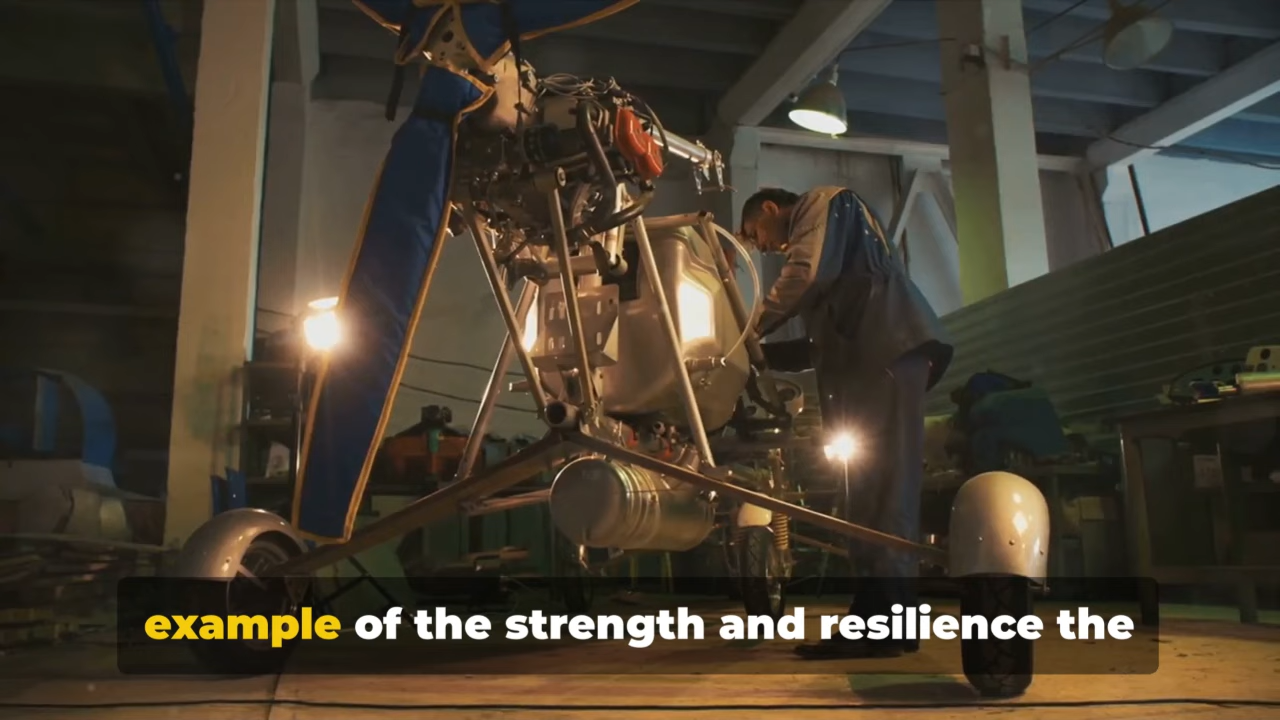 example of the strength and resilience the